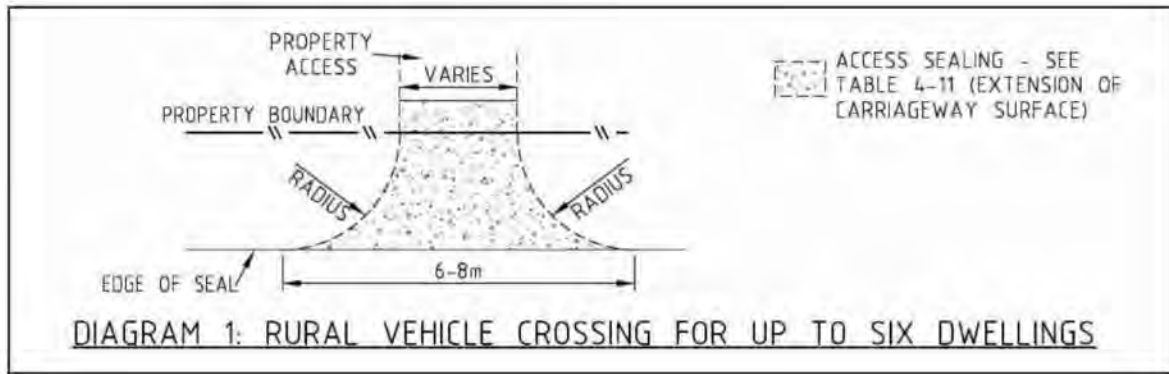 PROPERTY
ACCESS
VARIES
ACCESS SEALING - SEE
TABLE 4-11 (EXTENSION OF
CARRIAGEWAY SURFACE)
PROPERTY BOUNDARY
RADIUS
RADIUS
EDGE OF SEAL
6-8m
DIAGRAM 1: RURAL VEHICLE CROSSING FOR UP TO SIX DWELLINGS